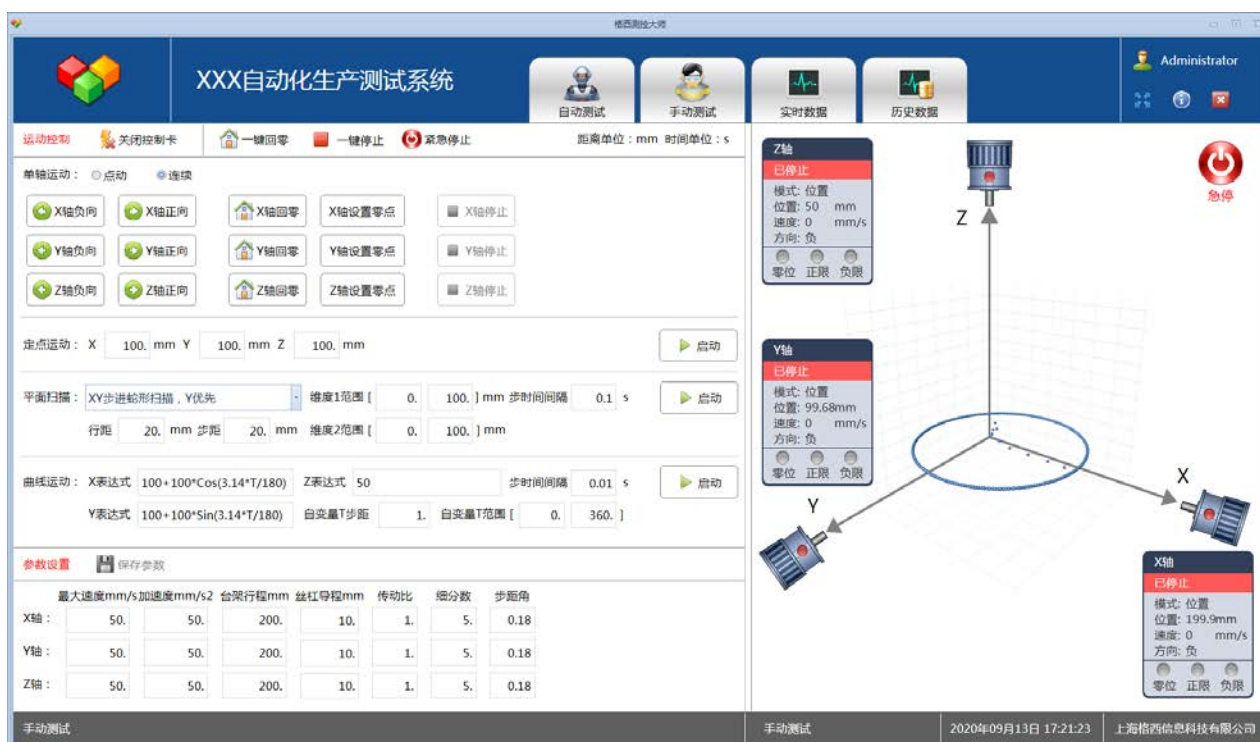 格西测控大师
XXX自动化生产测试系统
自动测试
手动测试
实时数据
历史数据
Administrator
运动控制 关闭控制卡 一键回零 一键停止 紧急停止 距离单位：mm 时间单位：s
单轴运动： 点动 连续
X轴负向 X轴正向 X轴回零 X轴设置零点 X轴停止
Y轴负向 Y轴正向 Y轴回零 Y轴设置零点 Y轴停止
Z轴负向 Z轴正向 Z轴回零 Z轴设置零点 Z轴停止
定点运动： X 100. mm Y 100. mm Z 100. mm 启动
平面扫描： XY步进蛇形扫描，Y优先 维度1范围 [ 0. 100. ] mm 步时间间隔 0.1 s 启动
行距 20. mm 步距 20. mm 维度2范围 [ 0. 100. ] mm
曲线运动： X表达式 100+100*Cos(3.14*T/180) Z表达式 50 步时间间隔 0.01 s 启动
Y表达式 100+100*Sin(3.14*T/180) 自变量T步距 1. 自变量T范围 [ 0. 360. ]
参数设置 保存参数
最大速度mm/s 加速度mm/s2 台架行程mm 丝杠导程mm 传动比 细分数 步距角
X轴： 50. 50. 200. 10. 1. 5. 0.18
Y轴： 50. 50. 200. 10. 1. 5. 0.18
Z轴： 50. 50. 200. 10. 1. 5. 0.18
Z轴
已停止
模式: 位置
位置: 50 mm
速度: 0 mm/s
方向: 负
零位 正限 负限
急停
Z
Y轴
已停止
模式: 位置
位置: 99.68mm
速度: 0 mm/s
方向: 负
零位 正限 负限
X
Y
X轴
已停止
模式: 位置
位置: 199.9mm
速度: 0 mm/s
方向: 负
零位 正限 负限
手动测试 手动测试 2020年09月13日 17:21:23 上海格西信息科技有限公司